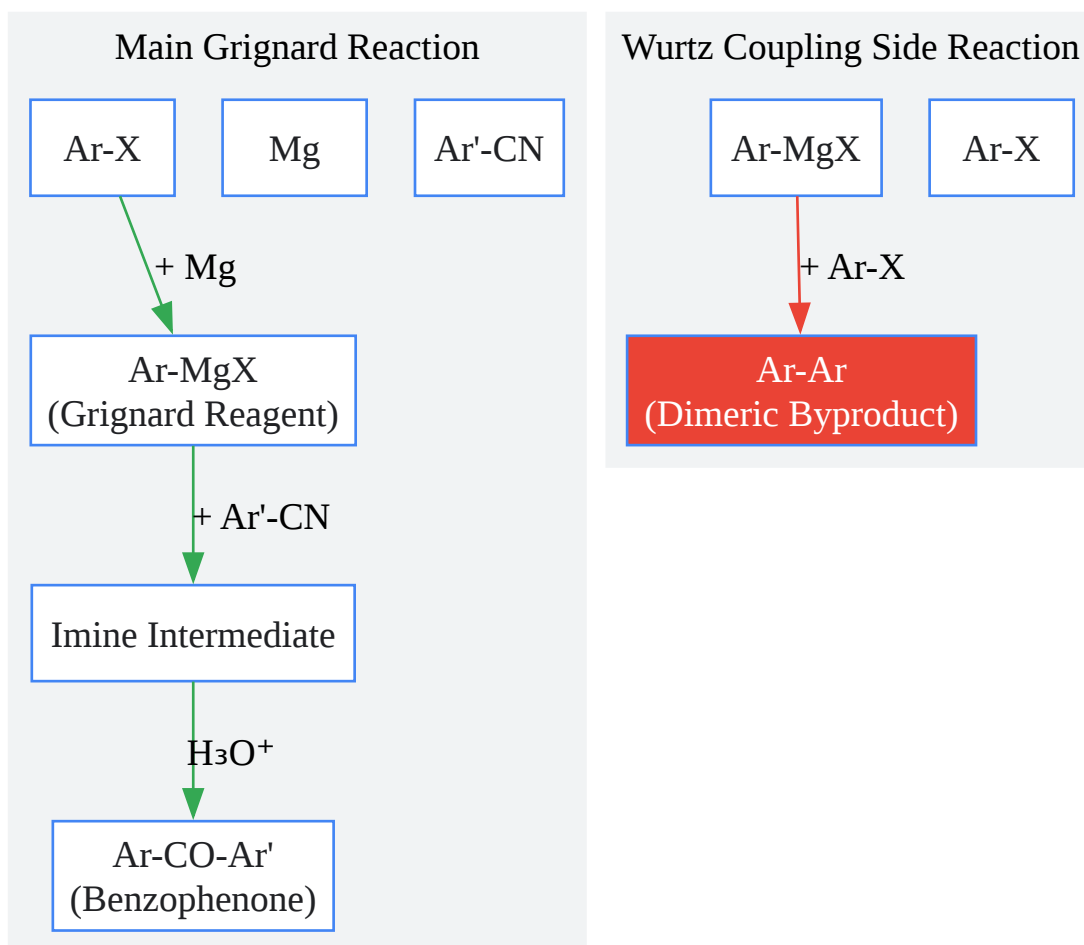 Main Grignard Reaction
Ar-X
Mg
Ar'-CN
+ Mg
Ar-MgX
(Grignard Reagent)
+ Ar'-CN
Imine Intermediate
H₃O⁺
Ar-CO-Ar'
(Benzophenone)
Wurtz Coupling Side Reaction
Ar-MgX
Ar-X
+ Ar-X
Ar-Ar
(Dimeric Byproduct)